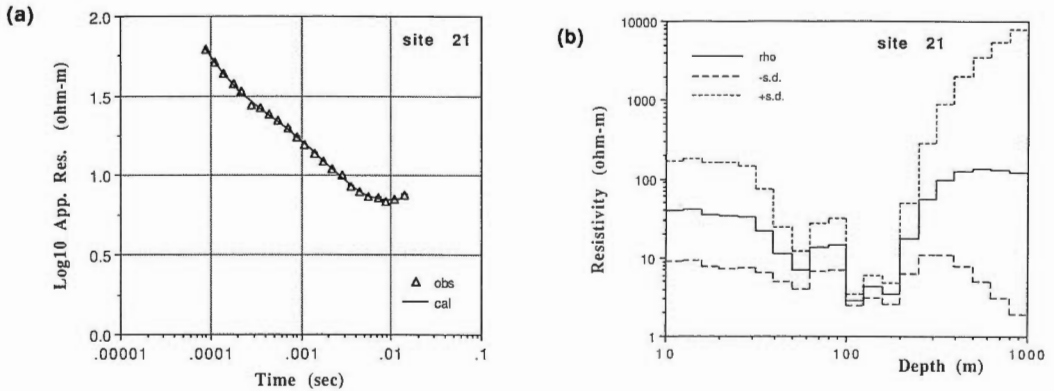 (a)
Log10 App. Res. (ohm-m)
2.0
1.5
1.0
0.5
0.0
site 21
obs
cal
.00001
.0001
.001
.01
.1
Time (sec)
(b)
Resistivity (ohm-m)
10000
1000
100
10
1
site 21
rho
-s.d.
+s.d.
10
100
1000
Depth (m)